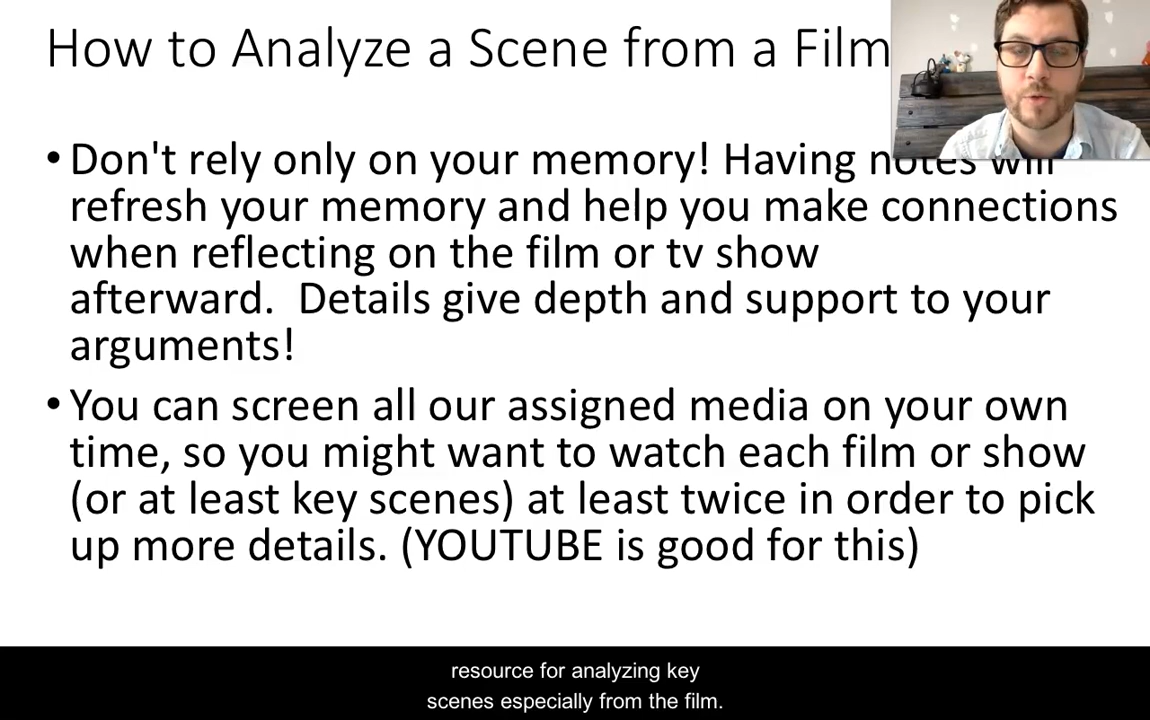 How to Analyze a Scene from a Film
• Don't rely only on your memory! Having notes will
refresh your memory and help you make connections
when reflecting on the film or tv show
afterward. Details give depth and support to your
arguments!
• You can screen all our assigned media on your own
time, so you might want to watch each film or show
(or at least key scenes) at least twice in order to pick
up more details. (YOUTUBE is good for this)
resource for analyzing key
scenes especially from the film.